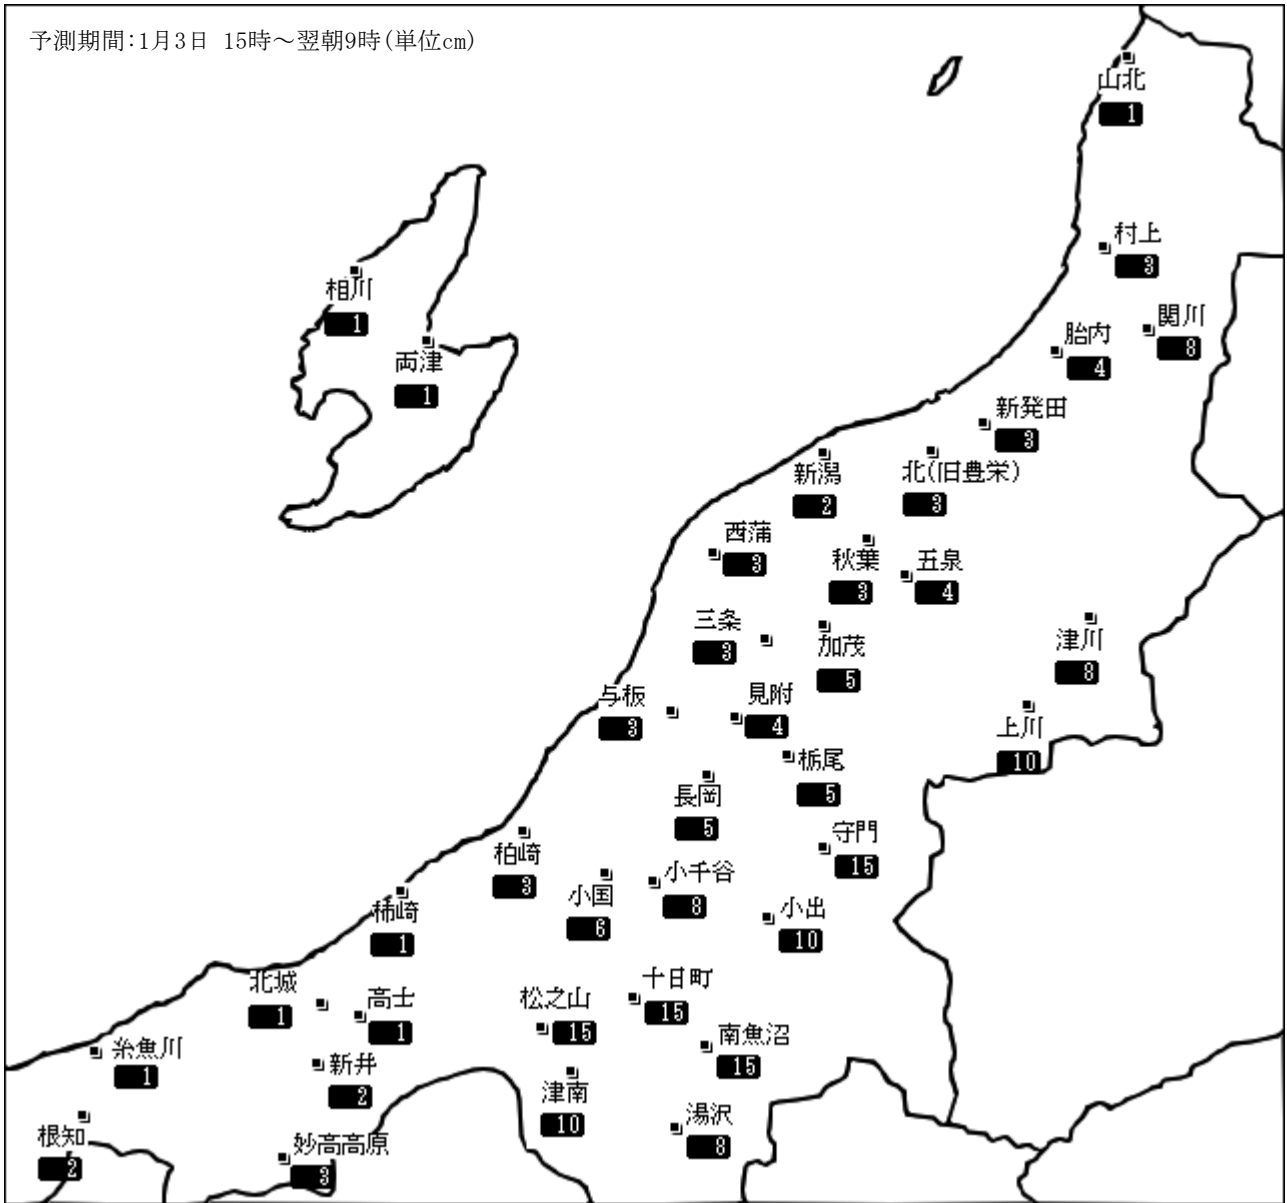 予測期間:1月3日 15時～翌朝9時(単位cm)
山北
1
村上
3
相川
1
関川
8
胎内
4
両津
1
新発田
3
新潟
2
北(旧豊栄)
3
西蒲
3
秋葉
3
五泉
4
三条
3
加茂
5
津川
8
与板
3
見附
4
上川
10
栃尾
5
長岡
5
守門
15
柏崎
3
小千谷
8
小国
6
小出
10
柿崎
1
北城
1
高士
1
松之山
15
十日町
15
南魚沼
15
糸魚川
1
新井
2
津南
10
湯沢
8
根知
2
妙高高原
3